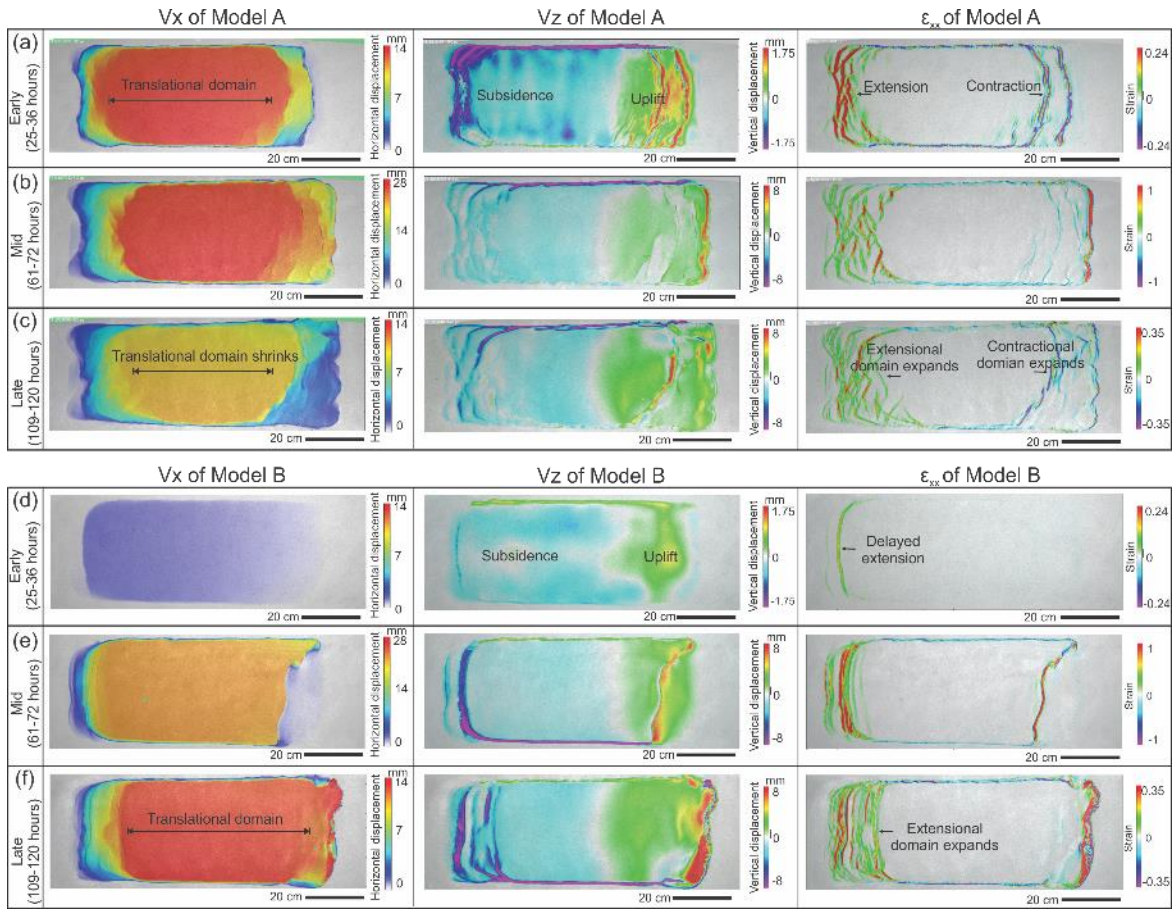 Vx of Model A
Vz of Model A
εxx of Model A
(a)
Early
(25-36 hours)
Translational domain
20 cm
mm
14
7
0
Horizontal displacement
Subsidence
Uplift
20 cm
mm
1.75
0
-1.75
Vertical displacement
Extension
Contraction
20 cm
0.24
0
-0.24
Strain
(b)
Mid
(61-72 hours)
20 cm
mm
28
14
0
Horizontal displacement
20 cm
mm
8
0
-8
Vertical displacement
20 cm
1
0
-1
Strain
(c)
Late
(109-120 hours)
Translational domain shrinks
20 cm
mm
14
7
0
Horizontal displacement
20 cm
mm
8
0
-8
Vertical displacement
Extensional
domain expands
Contractional
domian expands
20 cm
0.35
0
-0.35
Strain
Vx of Model B
Vz of Model B
εxx of Model B
(d)
Early
(25-36 hours)
20 cm
mm
14
7
0
Horizontal displacement
Subsidence
Uplift
20 cm
mm
1.75
0
-1.75
Vertical displacement
Delayed
extension
20 cm
0.24
0
-0.24
Strain
(e)
Mid
(61-72 hours)
20 cm
mm
28
14
0
Horizontal displacement
20 cm
mm
8
0
-8
Vertical displacement
20 cm
1
0
-1
Strain
(f)
Late
(109-120 hours)
Translational domain
20 cm
mm
14
7
0
Horizontal displacement
20 cm
mm
8
0
-8
Vertical displacement
Extensional
domain expands
20 cm
0.35
0
-0.35
Strain